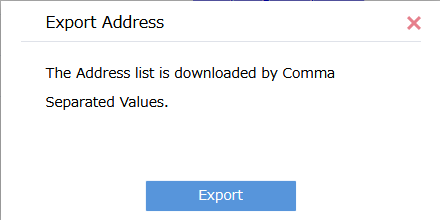 Export Address
The Address list is downloaded by Comma
Separated Values.
Export